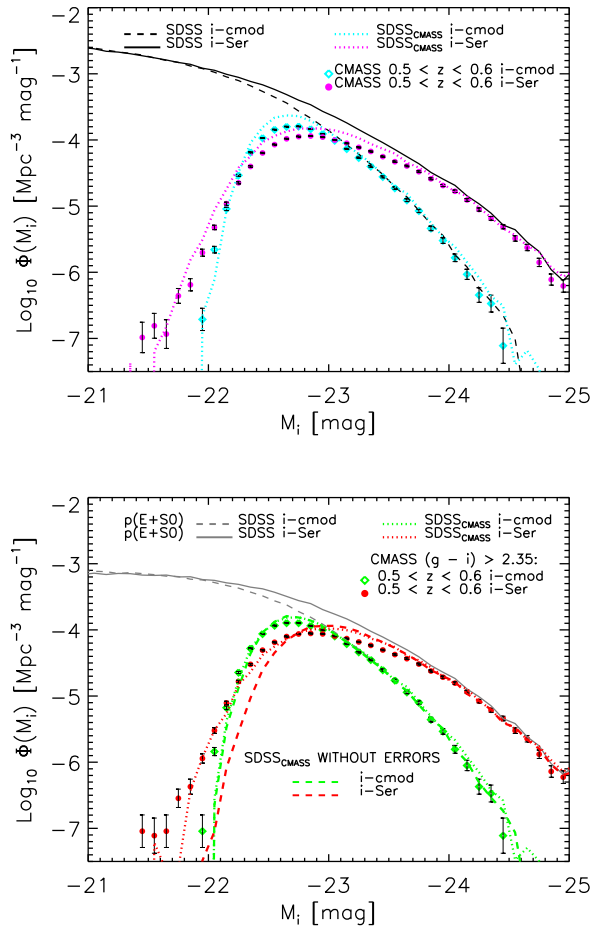 SDSS i-cmod
SDSS i-Ser
SDSS_CMASS i-cmod
SDSS_CMASS i-Ser
CMASS 0.5 < z < 0.6 i-cmod
CMASS 0.5 < z < 0.6 i-Ser
Log₁₀ Φ(Mᵢ) [Mpc⁻³ mag⁻¹]
-2
-3
-4
-5
-6
-7
-21
-22
-23
-24
-25
Mᵢ [mag]
p(E+S0) SDSS i-cmod
p(E+S0) SDSS i-Ser
SDSS_CMASS i-cmod
SDSS_CMASS i-Ser
CMASS (g - i) > 2.35:
0.5 < z < 0.6 i-cmod
0.5 < z < 0.6 i-Ser
SDSS_CMASS WITHOUT ERRORS
i-cmod
i-Ser
Log₁₀ Φ(Mᵢ) [Mpc⁻³ mag⁻¹]
-2
-3
-4
-5
-6
-7
-21
-22
-23
-24
-25
Mᵢ [mag]